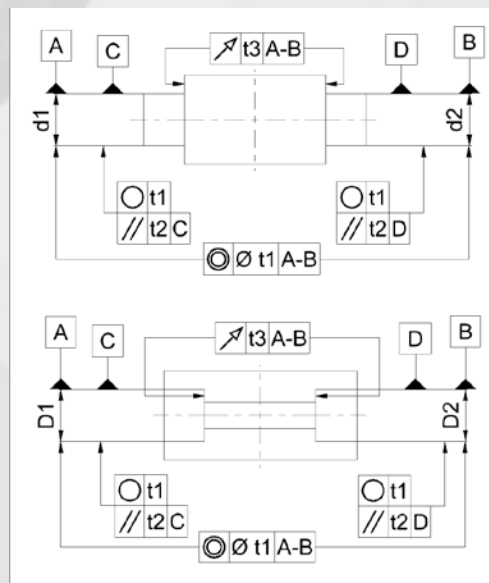 ↗ t3 A-B
A C D B
d1 d2
○ t1 ○ t1
// t2 C // t2 D
◎ Ø t1 A-B
↗ t3 A-B
A C D B
D1 D2
○ t1 ○ t1
// t2 C // t2 D
◎ Ø t1 A-B